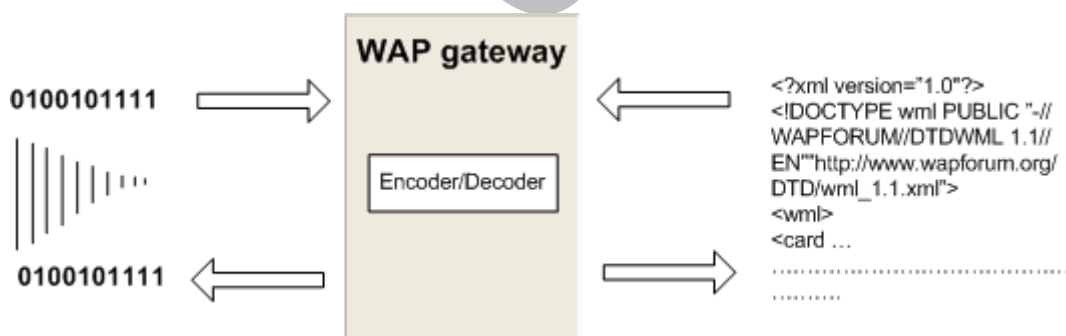 WAP gateway
0100101111
Encoder/Decoder
0100101111
<?xml version="1.0"?>
<!DOCTYPE wml PUBLIC "-//
WAPFORUM//DTDWML 1.1//
EN""http://www.wapforum.org/
DTD/wml_1.1.xml">
<wml>
<card ...
................................................
..........